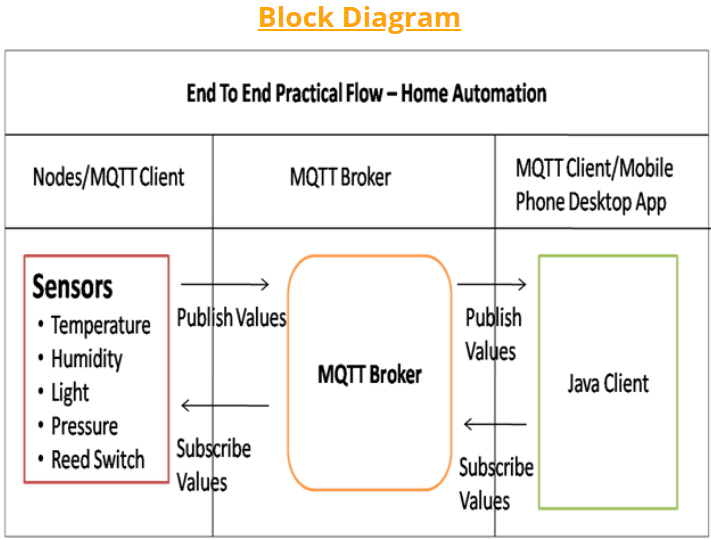 Block Diagram
End To End Practical Flow – Home Automation
Nodes/MQTT Client
MQTT Broker
MQTT Client/Mobile
Phone Desktop App
Sensors
• Temperature
• Humidity
• Light
• Pressure
• Reed Switch
Publish Values
Subscribe
Values
MQTT Broker
Publish
Values
Subscribe
Values
Java Client